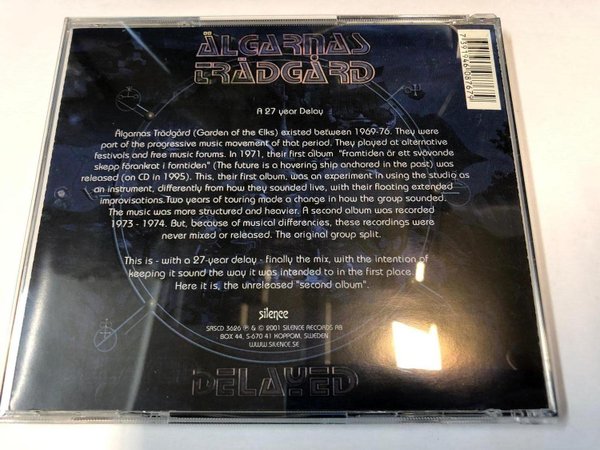 ÄLGARNAS
TRÄDGÅRD
7391946087679
A 27 year Delay
Älgarnas Trädgård (Garden of the Elks) existed between 1969-76. They were
part of the progressive music movement of that period. They played at alternative
festivals and free music forums. In 1971, their first album "Framtiden är ett svävande
skepp förankrat i forntiden" (The future is a hovering ship anchored in the past) was
released (on CD in 1995). This, their first album, was an experiment in using the studio as
an instrument, differently from how they sounded live, with their floating extended
improvisations.Two years of touring made a change in how the group sounded.
The music was more structured and heavier. A second album was recorded
1973 - 1974. But, because of musical differences, these recordings were
never mixed or released. The original group split.
This is - with a 27-year delay - finally the mix, with the intention of
keeping it sound the way it was intended to in the first place.
Here it is, the unreleased "second album".
silence
SRSCD 3626 ℗ & © 2001 SILENCE RECORDS AB
BOX 44, S-670 41 KOPPOM, SWEDEN
WWW.SILENCE.SE
DELAYED